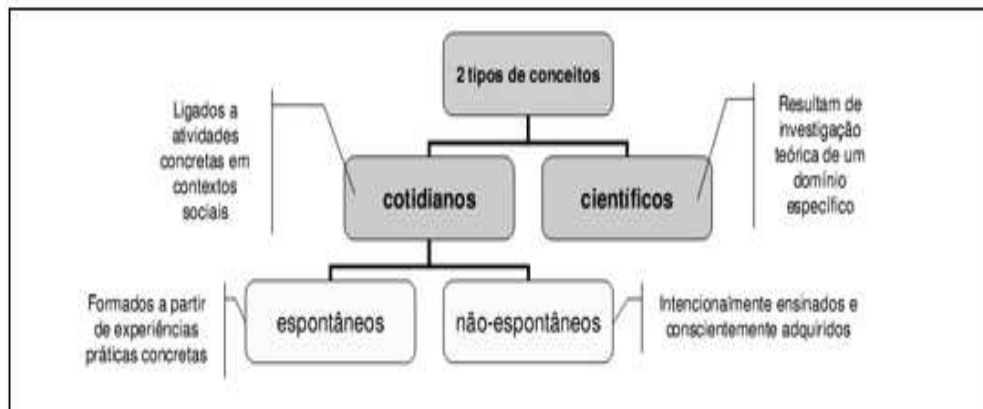 2 tipos de conceitos
Ligados a
atividades
concretas em
contextos
sociais
Resultam de
investigação
teórica de um
domínio
específico
cotidianos
científicos
Formados a partir
de experiências
práticas concretas
espontâneos
não-espontâneos
Intencionalmente ensinados e
conscientemente adquiridos